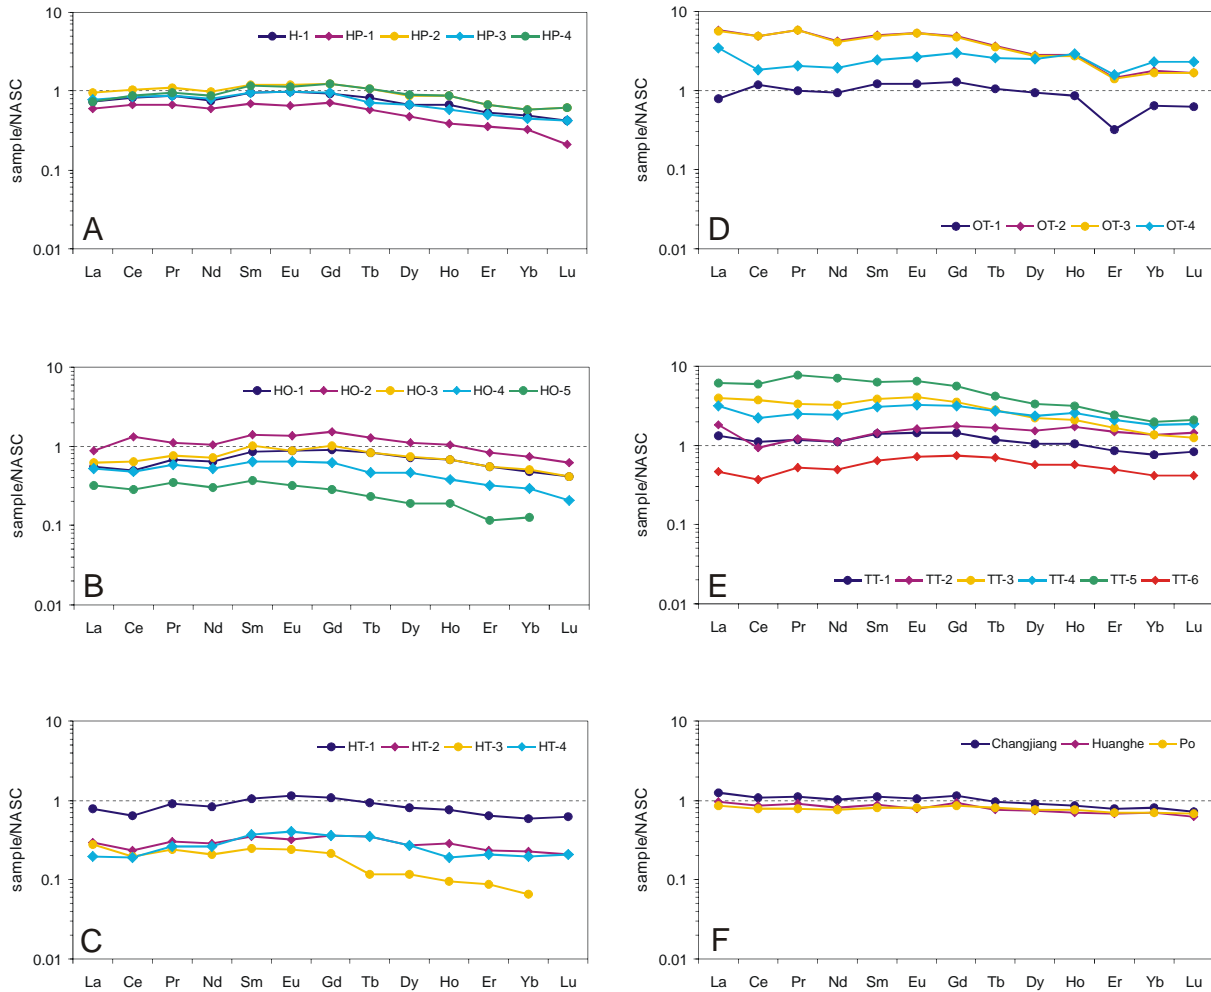 10
H-1 HP-1 HP-2 HP-3 HP-4
1
sample/NASC
0.1
A
0.01
La Ce Pr Nd Sm Eu Gd Tb Dy Ho Er Yb Lu
10
1
sample/NASC
0.1
D
OT-1 OT-2 OT-3 OT-4
0.01
La Ce Pr Nd Sm Eu Gd Tb Dy Ho Er Yb Lu
10
HO-1 HO-2 HO-3 HO-4 HO-5
1
sample/NASC
0.1
B
0.01
La Ce Pr Nd Sm Eu Gd Tb Dy Ho Er Yb Lu
100
10
1
sample/NASC
0.1
E
TT-1 TT-2 TT-3 TT-4 TT-5 TT-6
0.01
La Ce Pr Nd Sm Eu Gd Tb Dy Ho Er Yb Lu
10
HT-1 HT-2 HT-3 HT-4
1
sample/NASC
0.1
C
0.01
La Ce Pr Nd Sm Eu Gd Tb Dy Ho Er Yb Lu
10
Changjiang Huanghe Po
1
sample/NASC
0.1
F
0.01
La Ce Pr Nd Sm Eu Gd Tb Dy Ho Er Yb Lu